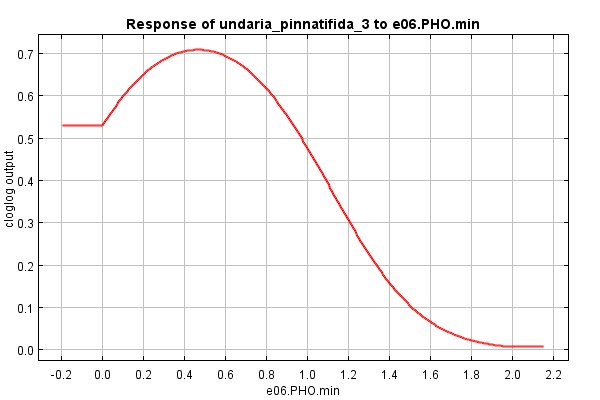 Response of undaria_pinnatifida_3 to e06.PHO.min
cloglog output
0.7
0.6
0.5
0.4
0.3
0.2
0.1
0.0
-0.2 0.0 0.2 0.4 0.6 0.8 1.0 1.2 1.4 1.6 1.8 2.0 2.2
e06.PHO.min